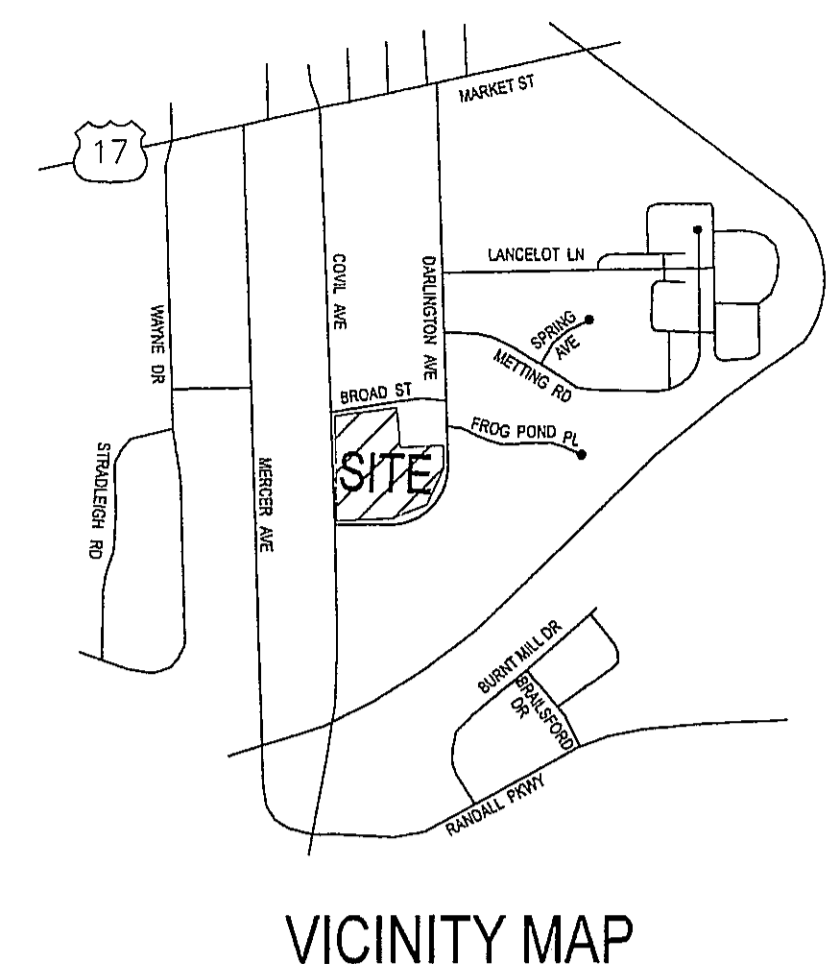 MARKET ST
17
LANCELOT LN
COVIL AVE
DARLINGTON AVE
WAYNE DR
SPRING
AVE
METTING RD
BROAD ST
FROG POND PL
STRADLEIGH RD
MERCER AVE
SITE
BURNT MILL DR
BRAILSFORD
DR
RANDALL PKWY
VICINITY MAP